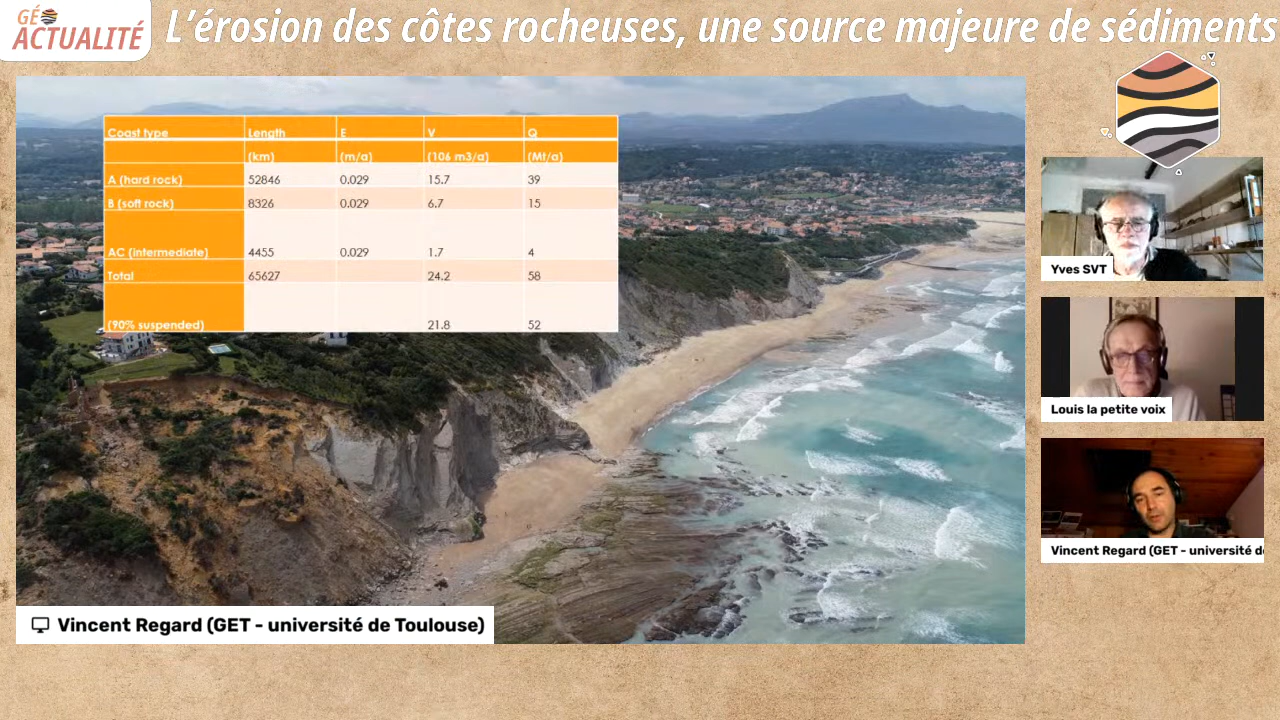 GÉ
ACTUALITÉ
L'érosion des côtes rocheuses, une source majeure de sédiments
Coast type Length E V Q
(km) (m/a) (106 m3/a) (Mt/a)
A (hard rock) 52846 0.029 15.7 39
B (soft rock) 8326 0.029 6.7 15
AC (intermediate) 4455 0.029 1.7 4
Total 65627 24.2 58
(90% suspended) 21.8 52
Vincent Regard (GET - université de Toulouse)
Yves SVT
Louis la petite voix
Vincent Regard (GET - université d